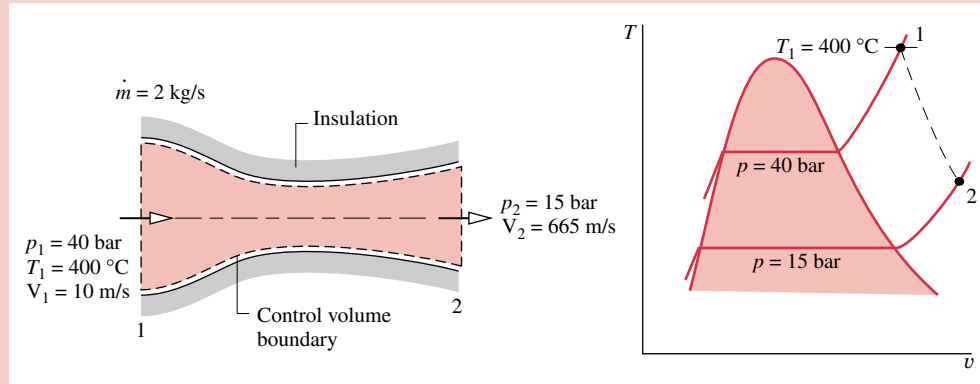 ṁ = 2 kg/s
Insulation
p₁ = 40 bar
T₁ = 400 °C
V₁ = 10 m/s
1
p₂ = 15 bar
V₂ = 665 m/s
2
Control volume
boundary
T
T₁ = 400 °C
1
p = 40 bar
2
p = 15 bar
v